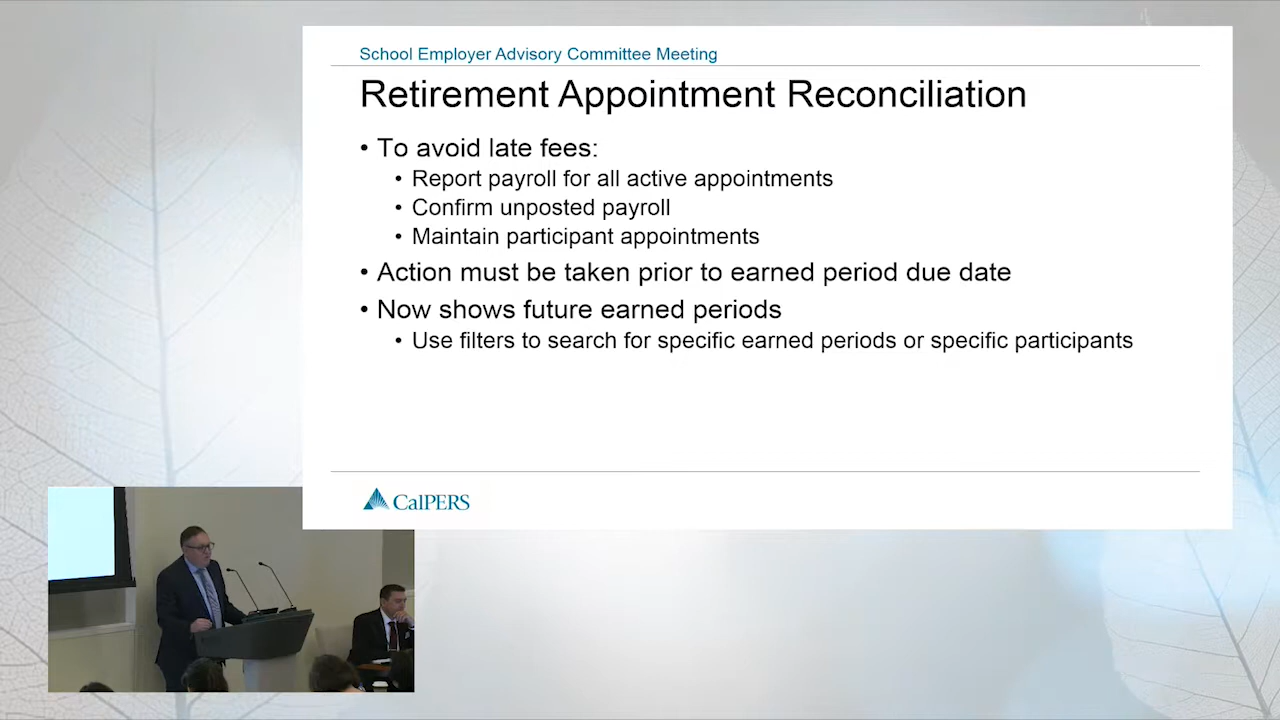 School Employer Advisory Committee Meeting
Retirement Appointment Reconciliation
• To avoid late fees:
• Report payroll for all active appointments
• Confirm unposted payroll
• Maintain participant appointments
• Action must be taken prior to earned period due date
• Now shows future earned periods
• Use filters to search for specific earned periods or specific participants
CalPERS